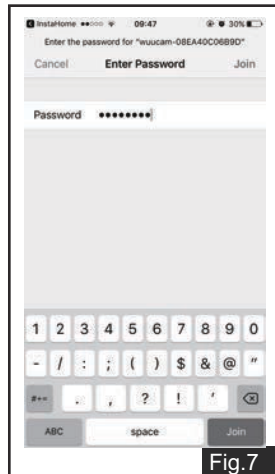 InstaHome 09:47 30%
Enter the password for "wuucam-08EA40C06B9D"
Cancel Enter Password Join
Password ••••••••
1 2 3 4 5 6 7 8 9 0
- / : ; ( ) $ & @ "
#+= . , ? ! '
ABC space Join
Fig.7